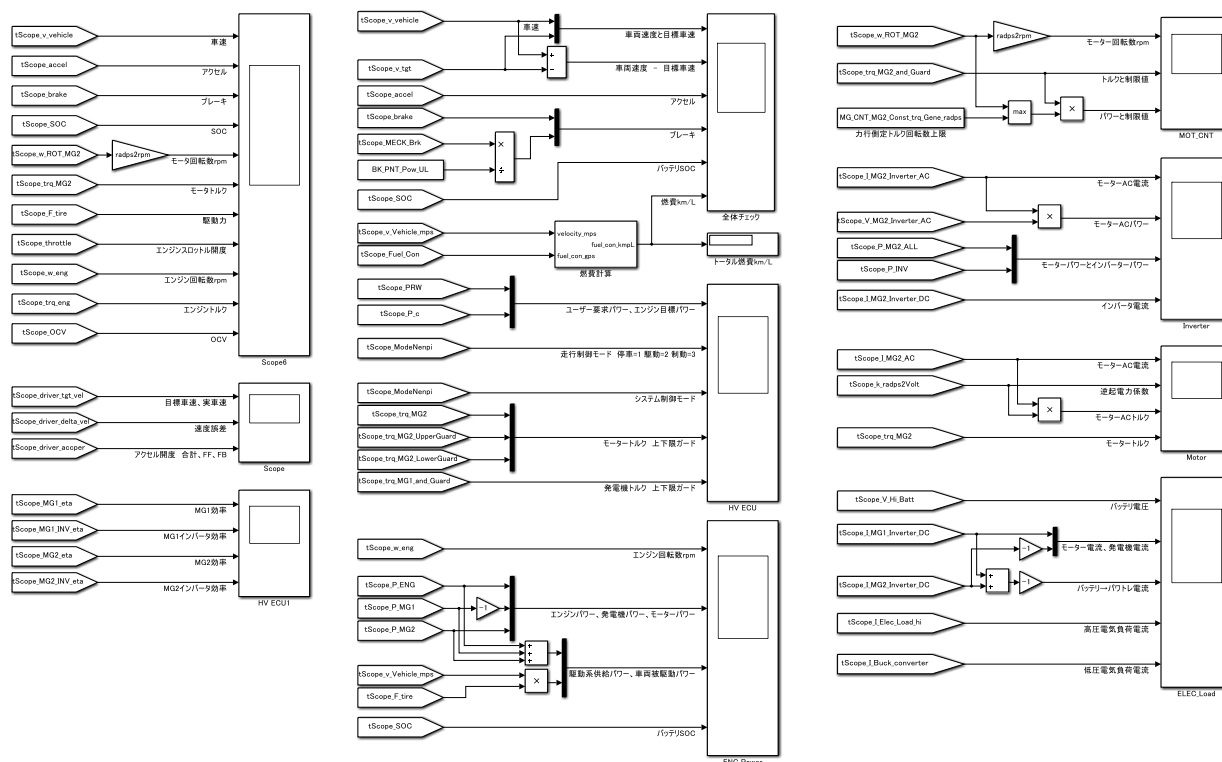 tScope_v_vehicle
車速
tScope_accel
アクセル
tScope_brake
ブレーキ
tScope_SOC
SOC
tScope_w_ROT_MG2
radps2rpm
モータ回転数rpm
tScope_trq_MG2
モータトルク
tScope_F_tire
駆動力
tScope_throttle
エンジンスロットル開度
tScope_w_eng
エンジン回転数rpm
tScope_trq_eng
エンジントルク
tScope_OCV
OCV
Scope6
tScope_driver_tgt_vel
目標車速、実車速
tScope_driver_delta_vel
速度誤差
tScope_driver_accper
アクセル開度 合計、FF、FB
Scope
tScope_MG1_eta
MG1効率
tScope_MG1_INV_eta
MG1インバータ効率
tScope_MG2_eta
MG2効率
tScope_MG2_INV_eta
MG2インバータ効率
HV ECU1
tScope_v_vehicle
車速
車両速度と目標車速
tScope_v_tgt
+
−
車両速度 − 目標車速
tScope_accel
アクセル
tScope_brake
ブレーキ
tScope_MECK_Brk
×
÷
BK_PNT_Pow_UL
バッテリSOC
tScope_SOC
燃費km/L
全体チェック
tScope_v_Vehicle_mps
velocity_mps
fuel_con_kmpL
tScope_Fuel_Con
fuel_con_gps
燃費計算
トータル燃費km/L
tScope_PRW
tScope_P_c
ユーザー要求パワー、エンジン目標パワー
tScope_ModeNenpi
走行制御モード 停車=1 駆動=2 制動=3
tScope_ModeNenpi
システム制御モード
tScope_trq_MG2
tScope_trq_MG2_UpperGuard
モータートルク 上下限ガード
tScope_trq_MG2_LowerGuard
tScope_trq_MG1_and_Guard
発電機トルク 上下限ガード
HV ECU
tScope_w_eng
エンジン回転数rpm
tScope_P_ENG
tScope_P_MG1
-1
エンジンパワー、発電機パワー、モーターパワー
tScope_P_MG2
+
+
+
tScope_v_Vehicle_mps
×
駆動系供給パワー、車両被駆動パワー
tScope_F_tire
tScope_SOC
バッテリSOC
ENG Power
tScope_w_ROT_MG2
radps2rpm
モーター回転数rpm
tScope_trq_MG2_and_Guard
トルクと制限値
MG_CNT_MG2_Const_trq_Gene_radps
max
×
パワーと制限値
力行側定トルク回転数上限
MOT_CNT
tScope_I_MG2_Inverter_AC
モーターAC電流
tScope_V_MG2_Inverter_AC
×
モーターACパワー
tScope_P_MG2_ALL
tScope_P_INV
モーターパワーとインバーターパワー
tScope_I_MG2_Inverter_DC
インバータ電流
Inverter
tScope_I_MG2_AC
モーターAC電流
tScope_k_radps2Volt
逆起電力係数
×
モーターACトルク
tScope_trq_MG2
モータートルク
Motor
tScope_V_Hi_Batt
バッテリ電圧
tScope_I_MG1_Inverter_DC
-1
モーター電流、発電機電流
tScope_I_MG2_Inverter_DC
+
+
-1
バッテリ→パワトレ電流
tScope_I_Elec_Load_hi
高圧電気負荷電流
tScope_I_Buck_converter
低圧電気負荷電流
ELEC_Load